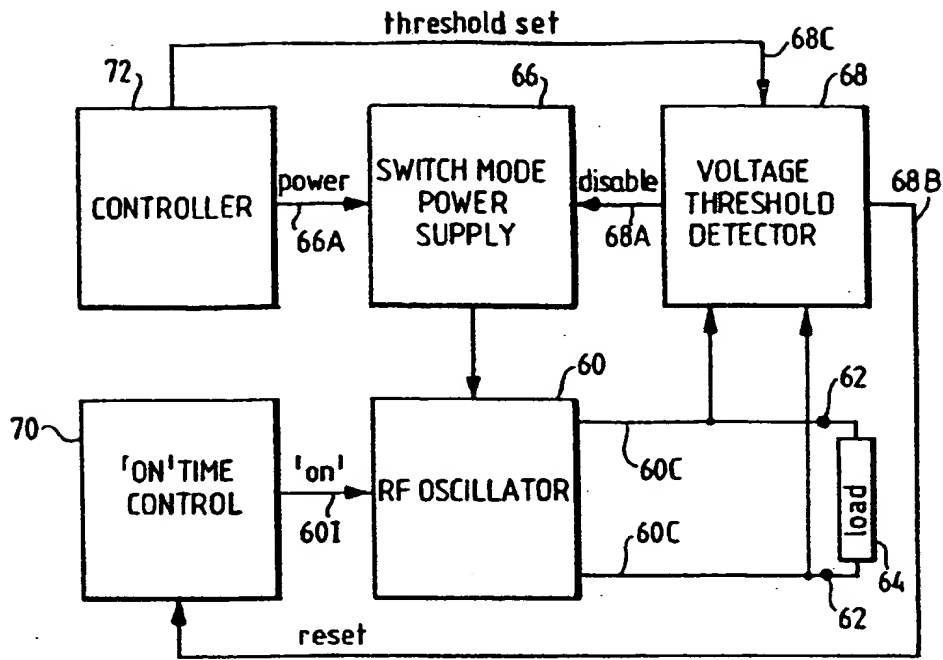 threshold set
68C
72
66
68
CONTROLLER
power
66A
SWITCH MODE
POWER
SUPPLY
disable
68A
VOLTAGE
THRESHOLD
DETECTOR
68B
60
62
70
'ON' TIME
CONTROL
'on'
60I
RF OSCILLATOR
60C
60C
load
64
62
reset